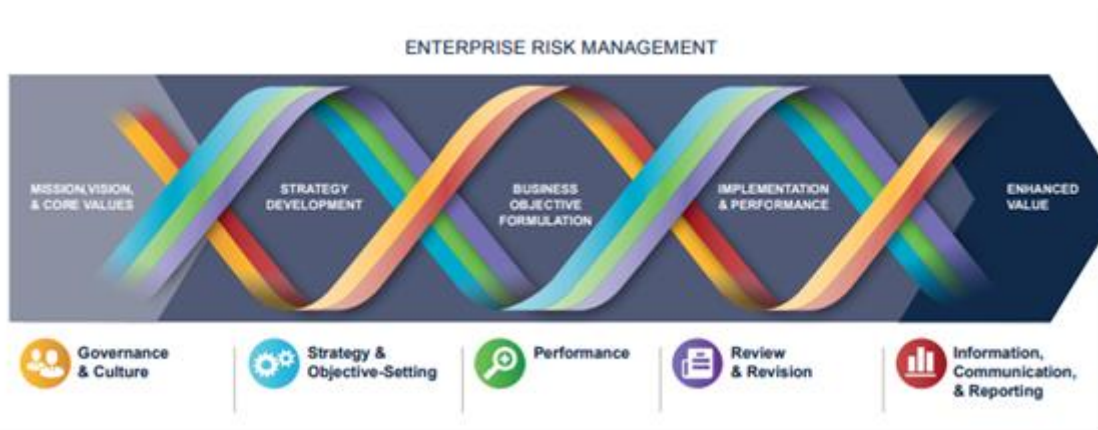 ENTERPRISE RISK MANAGEMENT
MISSION, VISION,
& CORE VALUES
STRATEGY
DEVELOPMENT
BUSINESS
OBJECTIVE
FORMULATION
IMPLEMENTATION
& PERFORMANCE
ENHANCED
VALUE
Governance
& Culture
Strategy &
Objective-Setting
Performance
Review
& Revision
Information,
Communication,
& Reporting